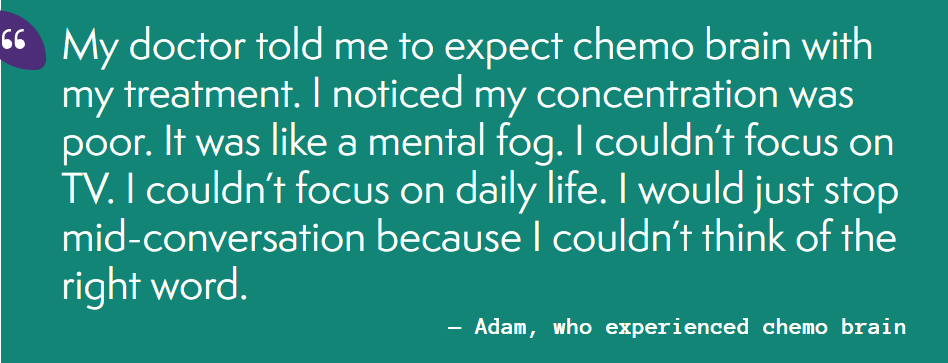 “ My doctor told me to expect chemo brain with
my treatment. I noticed my concentration was
poor. It was like a mental fog. I couldn’t focus on
TV. I couldn’t focus on daily life. I would just stop
mid-conversation because I couldn’t think of the
right word.
– Adam, who experienced chemo brain